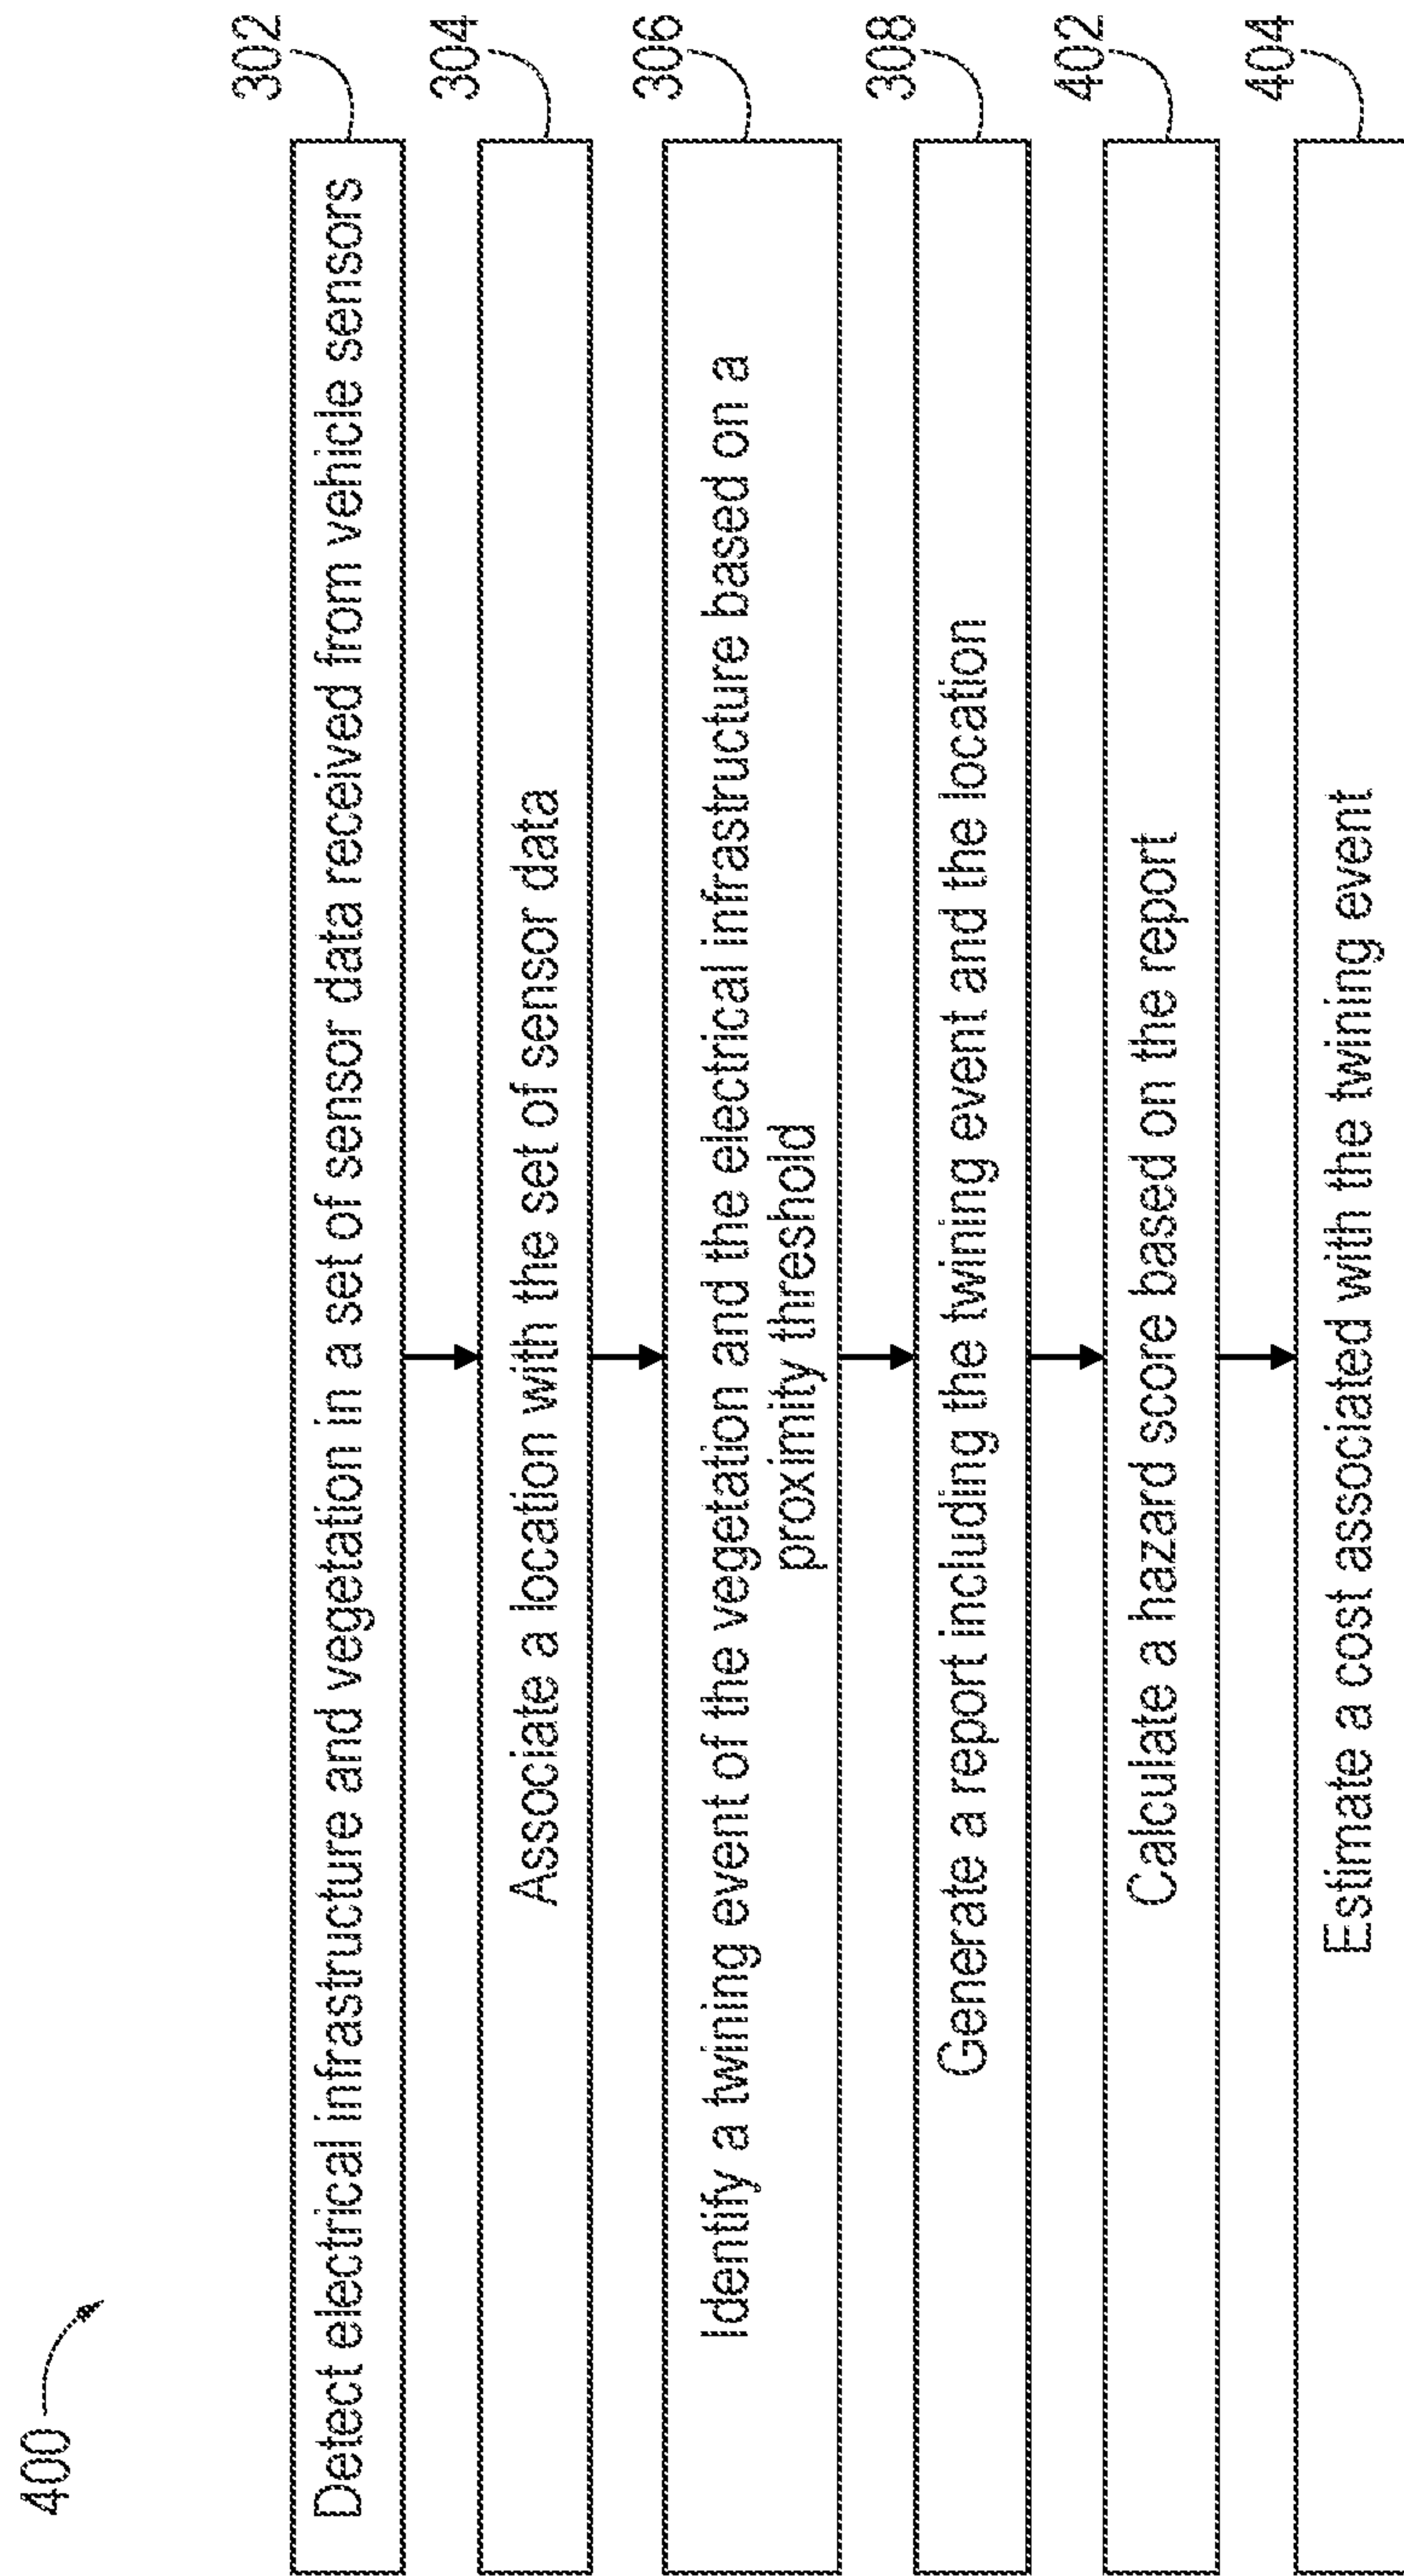 400
302
Detect electrical infrastructure and vegetation in a set of sensor data received from vehicle sensors
304
Associate a location with the set of sensor data
306
Identify a twining event of the vegetation and the electrical infrastructure based on a
proximity threshold
308
Generate a report including the twining event and the location
402
Calculate a hazard score based on the report
404
Estimate a cost associated with the twining event